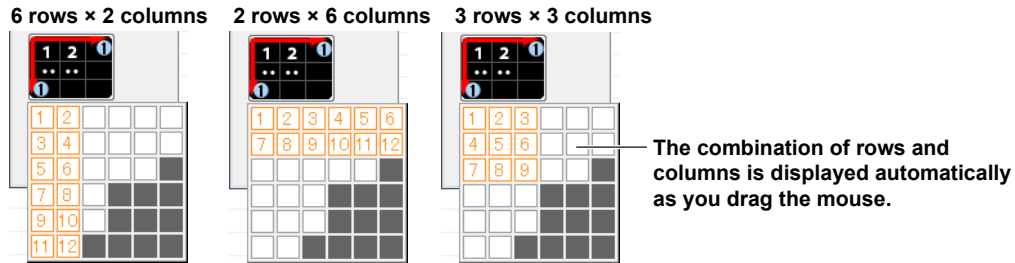 6 rows × 2 columns
2 rows × 6 columns
3 rows × 3 columns
1 2 1
1
1 2
3 4
5 6
7 8
9 10
11 12
1 2 1
1
1 2 3 4 5 6
7 8 9 10 11 12
1 2 1
1
1 2 3
4 5 6
7 8 9
The combination of rows and
columns is displayed automatically
as you drag the mouse.